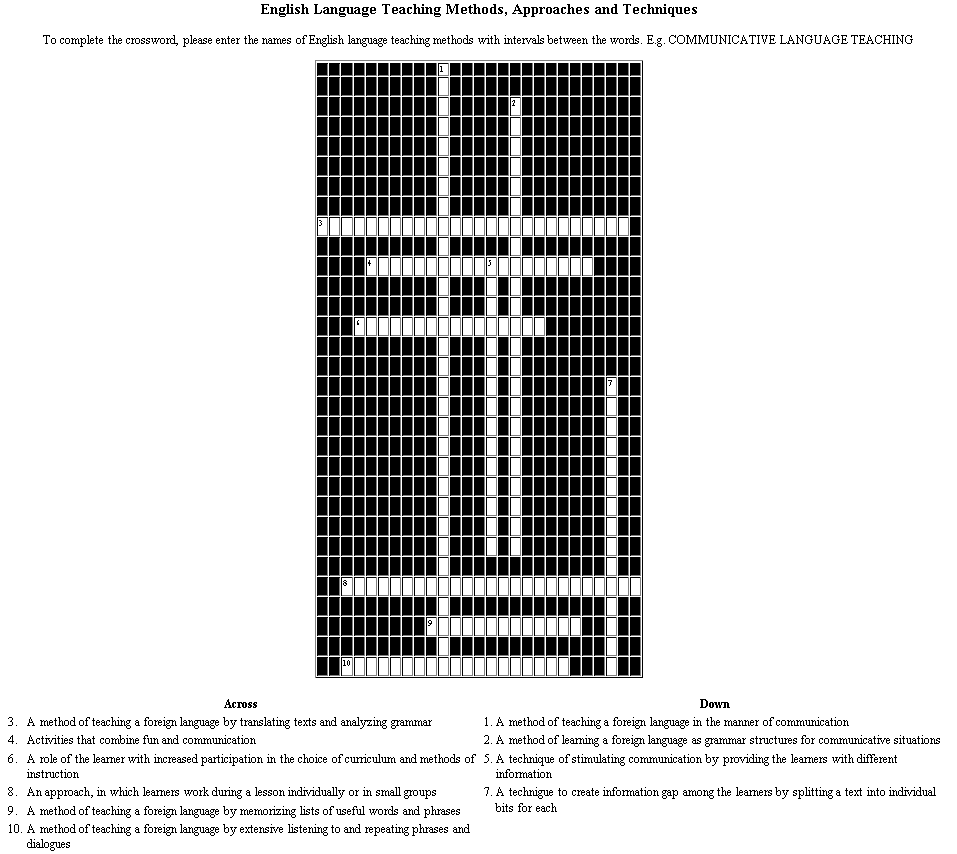 English Language Teaching Methods, Approaches and Techniques
To complete the crossword, please enter the names of English language teaching methods with intervals between the words. E.g. COMMUNICATIVE LANGUAGE TEACHING
1
2
3
4 5
6
7
8
9
10
Across
3. A method of teaching a foreign language by translating texts and analyzing grammar
4. Activities that combine fun and communication
6. A role of the learner with increased participation in the choice of curriculum and methods of
instruction
8. An approach, in which learners work during a lesson individually or in small groups
9. A method of teaching a foreign language by memorizing lists of useful words and phrases
10. A method of teaching a foreign language by extensive listening to and repeating phrases and
dialogues
Down
1. A method of teaching a foreign language in the manner of communication
2. A method of learning a foreign language as grammar structures for communicative situations
5. A technique of stimulating communication by providing the learners with different
information
7. A technigue to create information gap among the learners by splitting a text into individual
bits for each